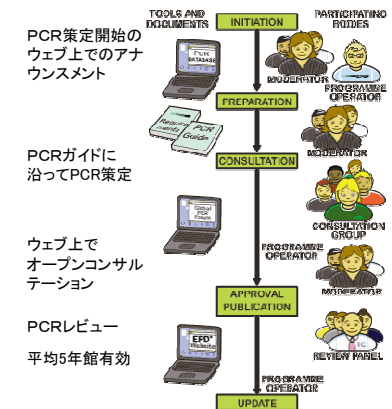 TOOLS AND
DOCUMENTS
INITIATION
PARTICIPATING
BODIES
PCR策定開始の
ウェブ上でのアナ
ウンスメント
PCR
DATABASE
MODERATOR
PROGRAMME
OPERATOR
PREPARATION
Requirements
PCR
Guide
MODERATOR
PCRガイドに
沿ってPCR策定
CONSULTATION
Global
PCR
Forum
CONSULTATION
GROUP
ウェブ上で
オープンコンサル
テーション
PROGRAMME
OPERATOR
MODERATOR
APPROVAL
PUBLICATION
PCRレビュー
平均5年館有効
EPD®
Website
TC
REVIEW PANEL
PROGRAMME
OPERATOR
UPDATE